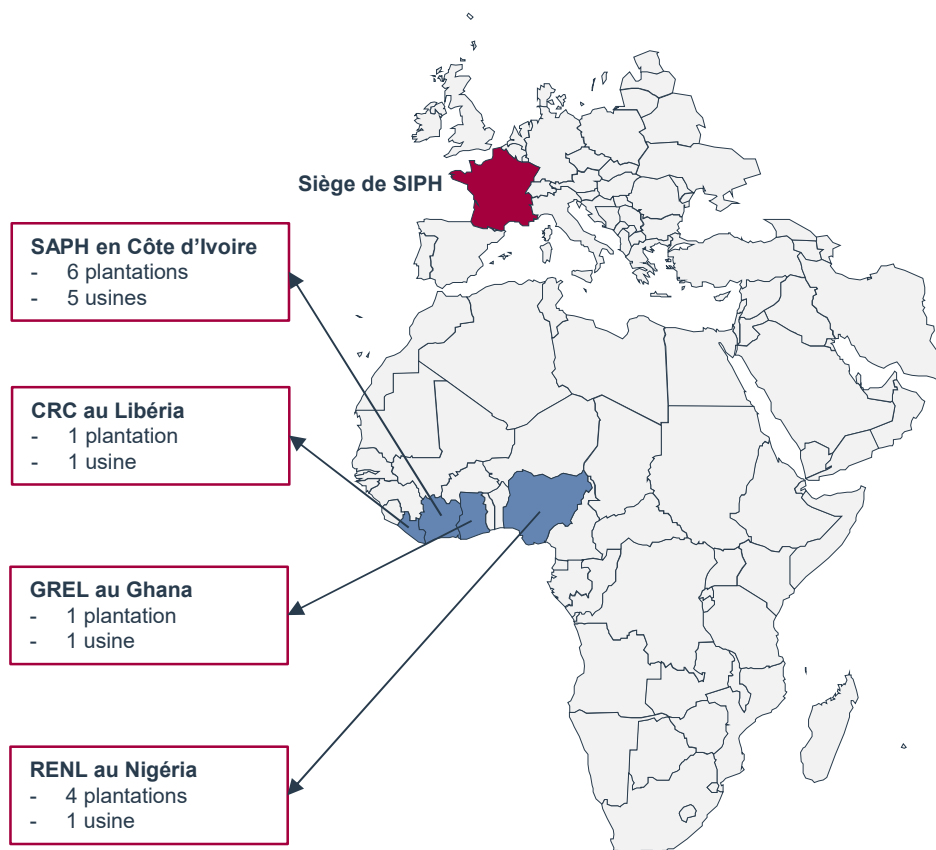 Siège de SIPH
SAPH en Côte d’Ivoire
- 6 plantations
- 5 usines
CRC au Libéria
- 1 plantation
- 1 usine
GREL au Ghana
- 1 plantation
- 1 usine
RENL au Nigéria
- 4 plantations
- 1 usine